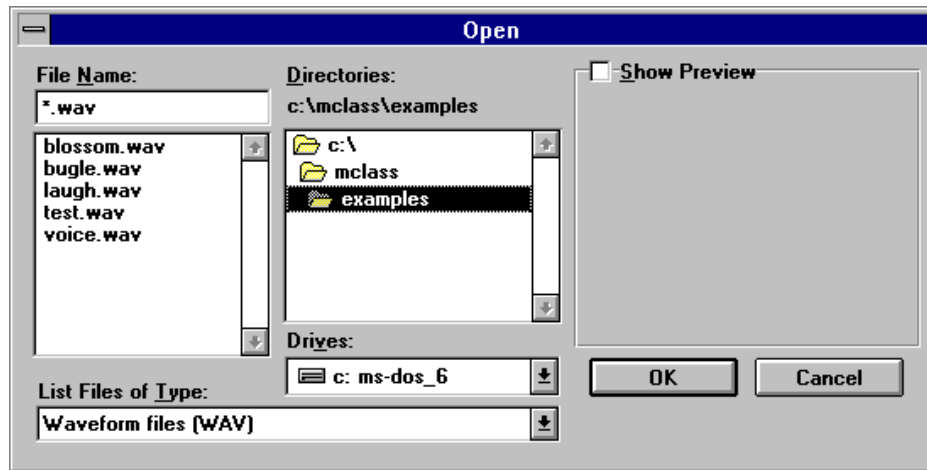 Open
File Name:
*.wav
blossom.wav
bugle.wav
laugh.wav
test.wav
voice.wav
List Files of Type:
Waveform files (WAV)
Directories:
c:\mclass\examples
c:\
mclass
examples
Drives:
c: ms-dos_6
Show Preview
OK
Cancel